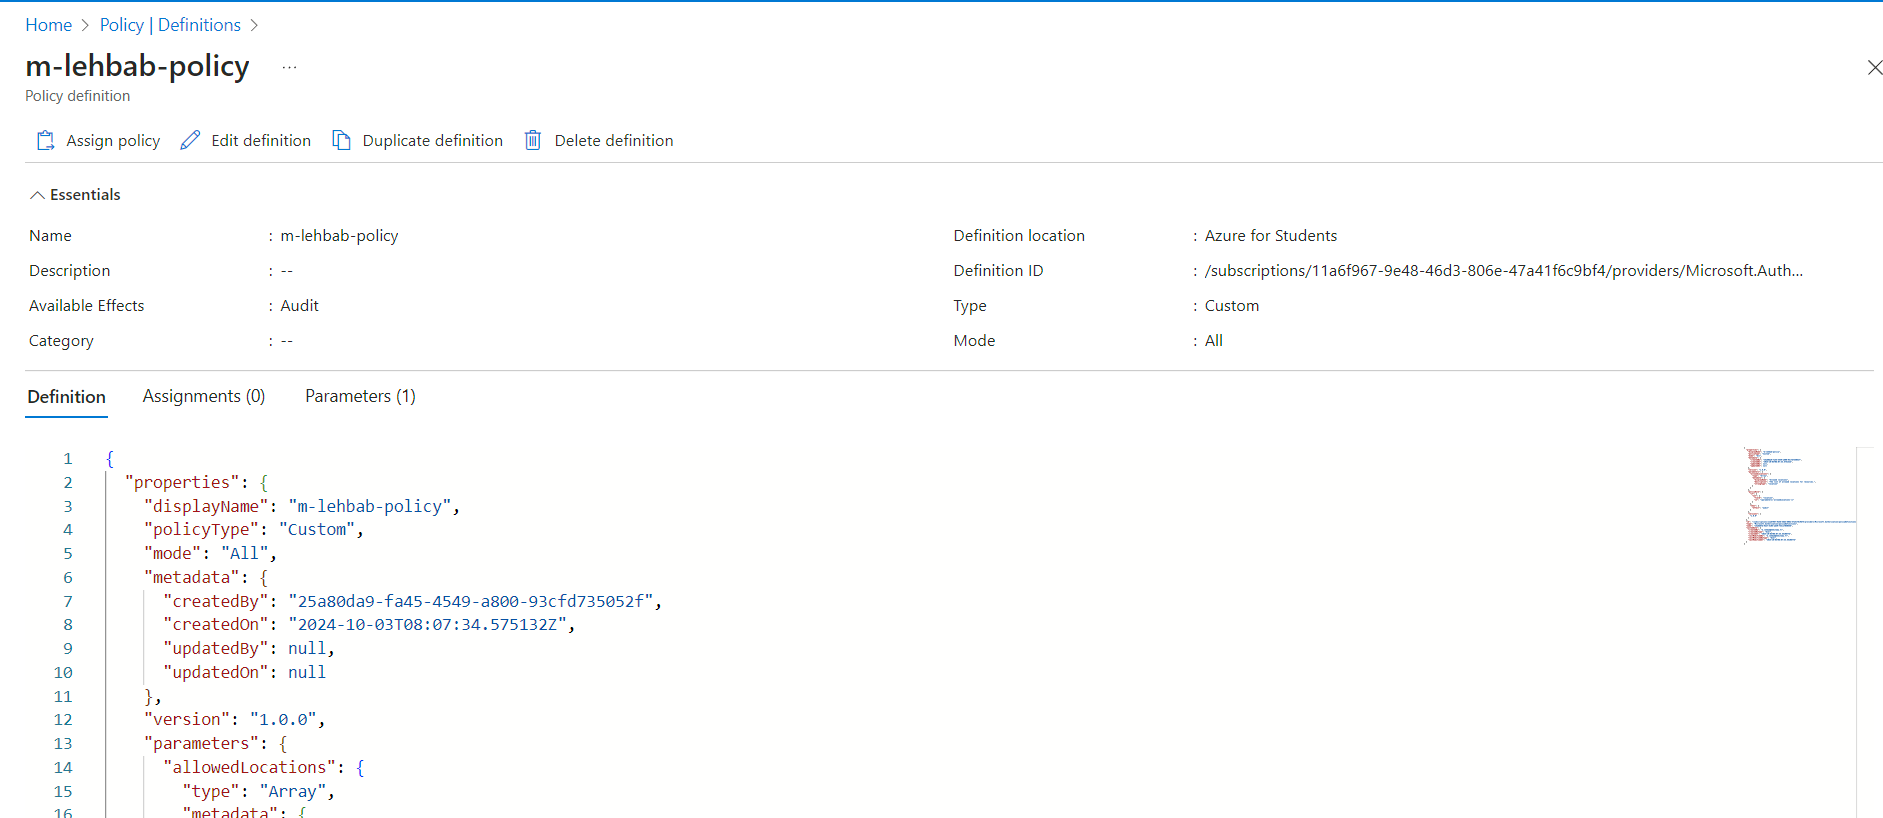 Home > Policy | Definitions >
m-lehbab-policy ...
Policy definition
Assign policy Edit definition Duplicate definition Delete definition
Essentials
Name : m-lehbab-policy Definition location : Azure for Students
Description : -- Definition ID : /subscriptions/11a6f967-9e48-46d3-806e-47a41f6c9bf4/providers/Microsoft.Auth...
Available Effects : Audit Type : Custom
Category : -- Mode : All
Definition Assignments (0) Parameters (1)
1 {
2 "properties": {
3 "displayName": "m-lehbab-policy",
4 "policyType": "Custom",
5 "mode": "All",
6 "metadata": {
7 "createdBy": "25a80da9-fa45-4549-a800-93cfd735052f",
8 "createdOn": "2024-10-03T08:07:34.575132Z",
9 "updatedBy": null,
10 "updatedOn": null
11 },
12 "version": "1.0.0",
13 "parameters": {
14 "allowedLocations": {
15 "type": "Array",
16 "metadata": {